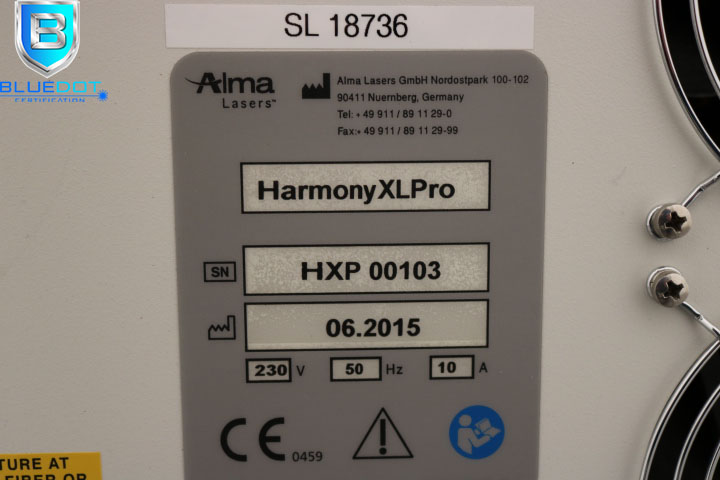 SL 18736
B
BLUEDOT
CERTIFICATION
Alma
Lasers™
Alma Lasers GmbH Nordostpark 100-102
90411 Nuernberg, Germany
Tel: + 49 911 / 89 11 29-0
Fax:+ 49 911 / 89 11 29-99
HarmonyXLPro
SN HXP 00103
06.2015
230 V 50 Hz 10 A
CE 0459
TURE AT
FIBER OR